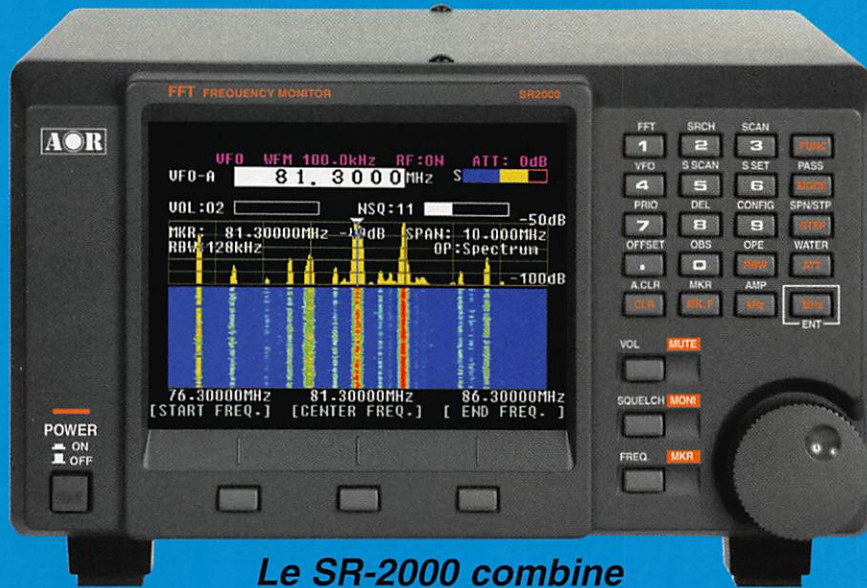 FFT FREQUENCY MONITOR SR2000
AOR
VFO WFM 100.0kHz RF:ON ATT: 0dB
VFO-A 81.3000MHz S
VOL:02 NSQ:11
-50dB
MKR: 81.30000MHz SPAN: 10.000MHz
RBW:128kHz OP:Spectrum
-100dB
76.30000MHz 81.30000MHz 86.30000MHz
[START FREQ.] [CENTER FREQ.] [ END FREQ. ]
POWER
ON
OFF
FFT SRCH SCAN
1 2 3 FUNC
VFO S SCAN S SET PASS
4 5 6 MODE
PRIO DEL CONFIG SPN/STP
7 8 9 STEP
OFFSET OBS OPE WATER
. 0 RBW ATT
A.CLR MKR AMP
CLR MK.F kHz MHz
ENT
VOL MUTE
SQUELCH MONI
FREQ. MKR
Le SR-2000 combine